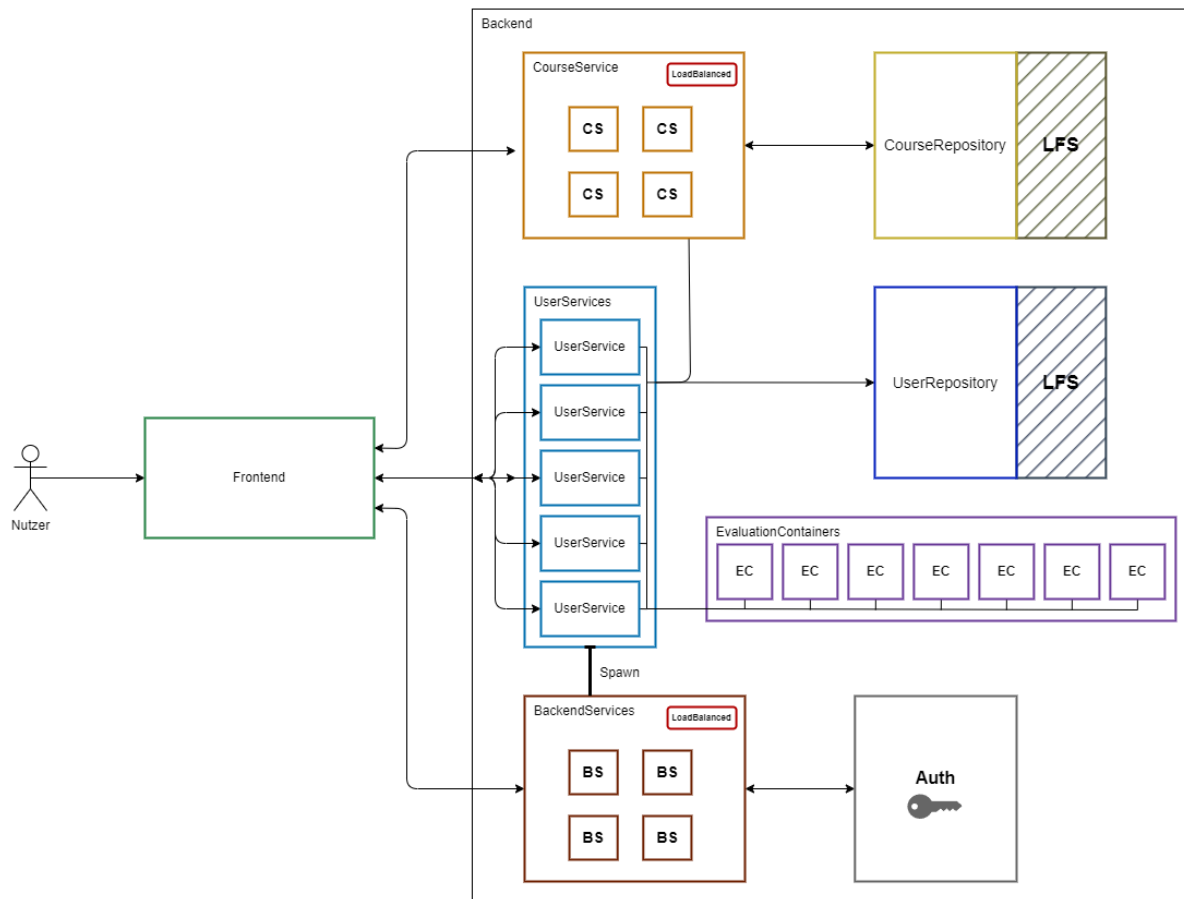 Backend
CourseService
LoadBalanced
CS
CS
CS
CS
CourseRepository
LFS
UserServices
UserService
UserService
UserService
UserService
UserService
UserRepository
LFS
Nutzer
Frontend
EvaluationContainers
EC
EC
EC
EC
EC
EC
EC
Spawn
BackendServices
LoadBalanced
BS
BS
BS
BS
Auth